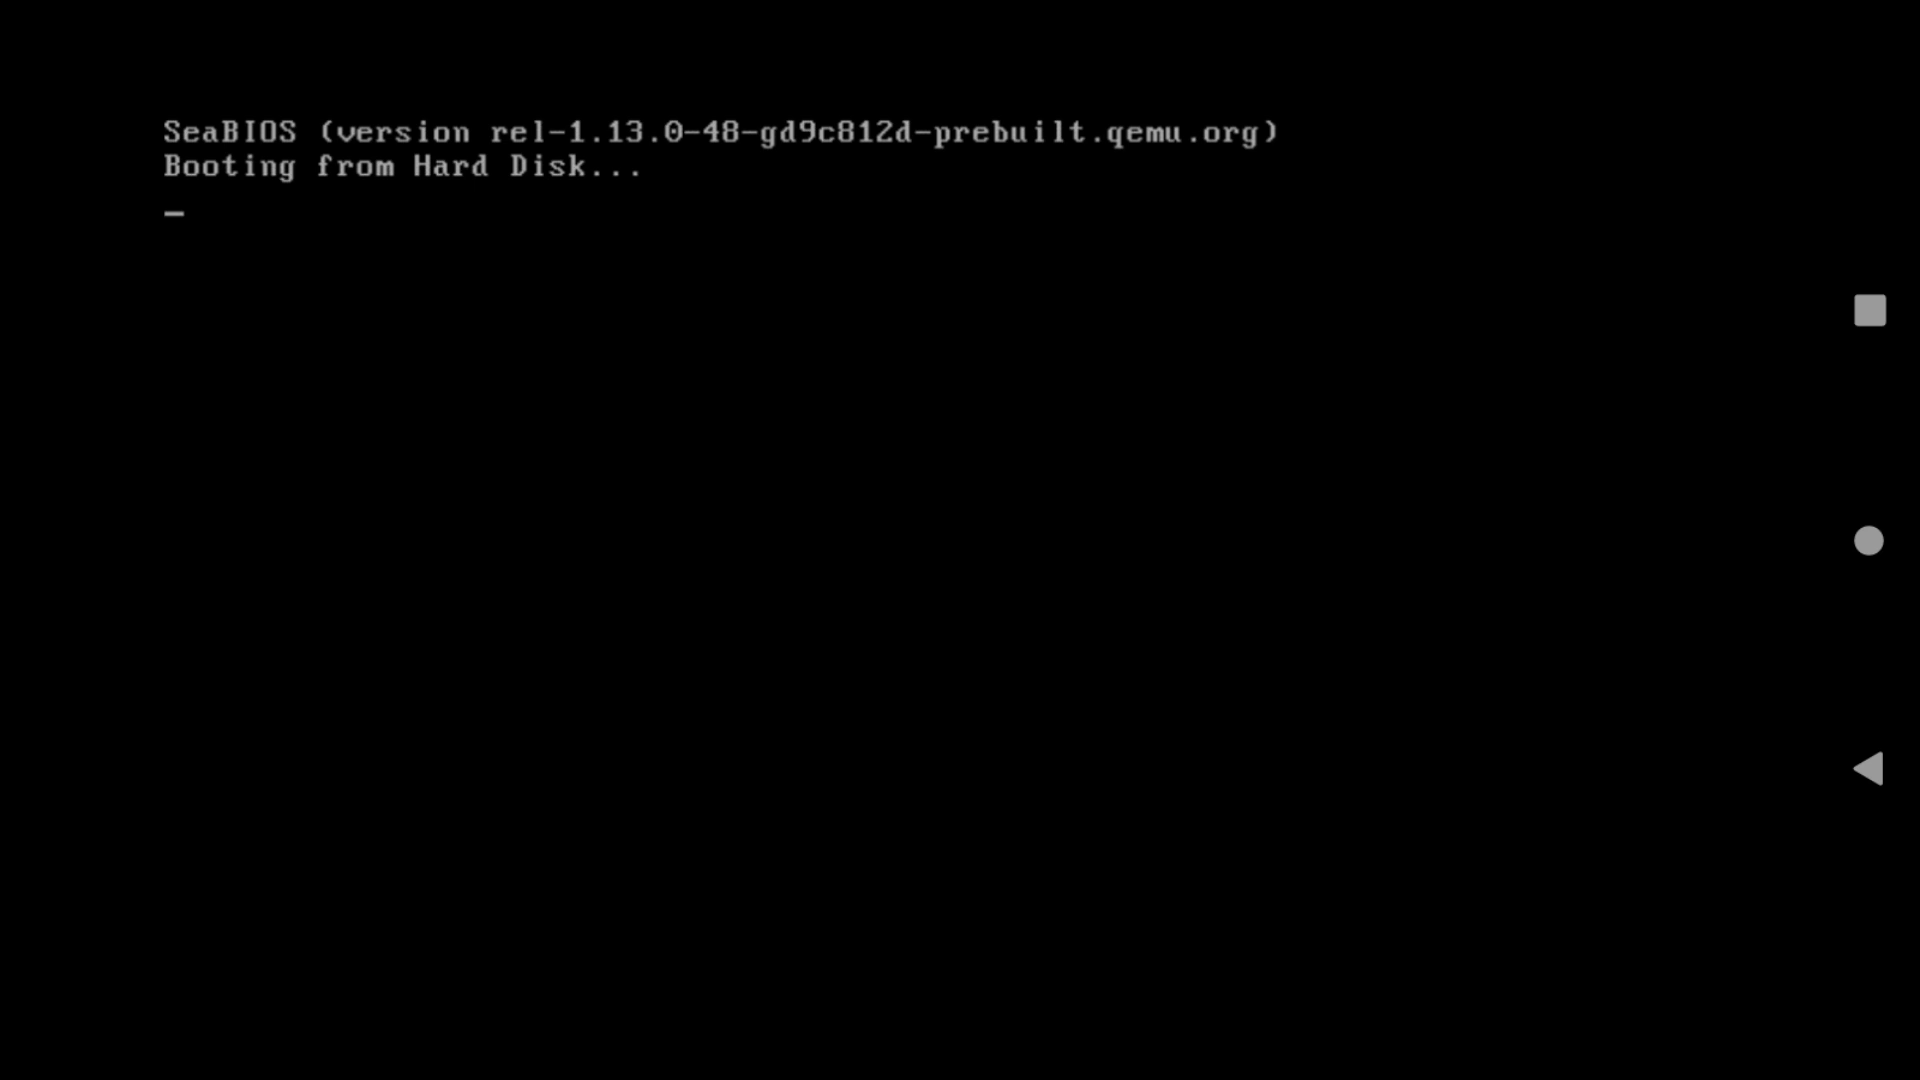 SeaBIOS (version rel-1.13.0-48-gd9c812d-prebuilt.qemu.org)
Booting from Hard Disk...
_